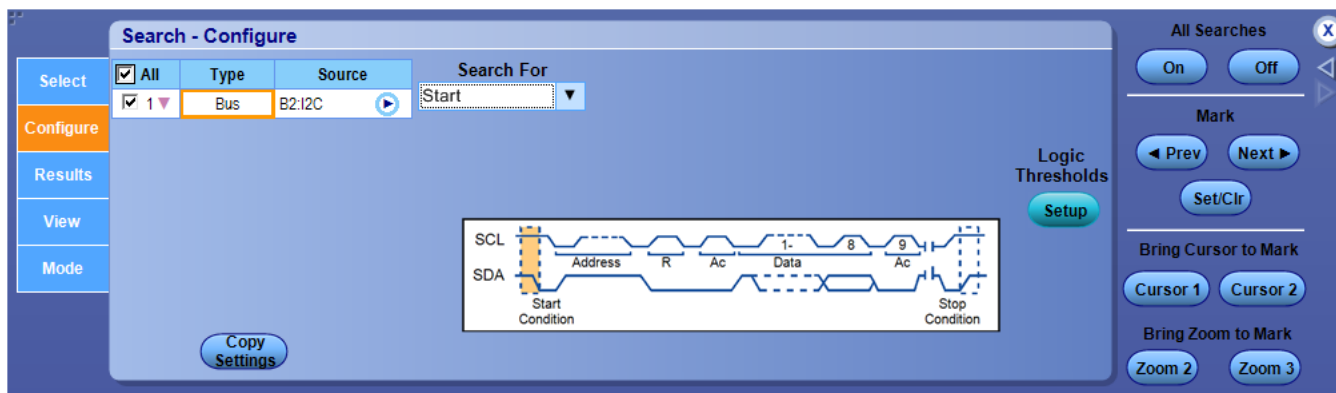 Search - Configure
Select
Configure
Results
View
Mode
All Type Source
1 Bus B2:I2C
Search For
Start
Logic
Thresholds
Setup
SCL
1- 8 9
Address R Ac Data Ac
SDA
Start
Condition
Stop
Condition
Copy
Settings
All Searches
X
On Off
Mark
Prev Next
Set/Clr
Bring Cursor to Mark
Cursor 1 Cursor 2
Bring Zoom to Mark
Zoom 2 Zoom 3